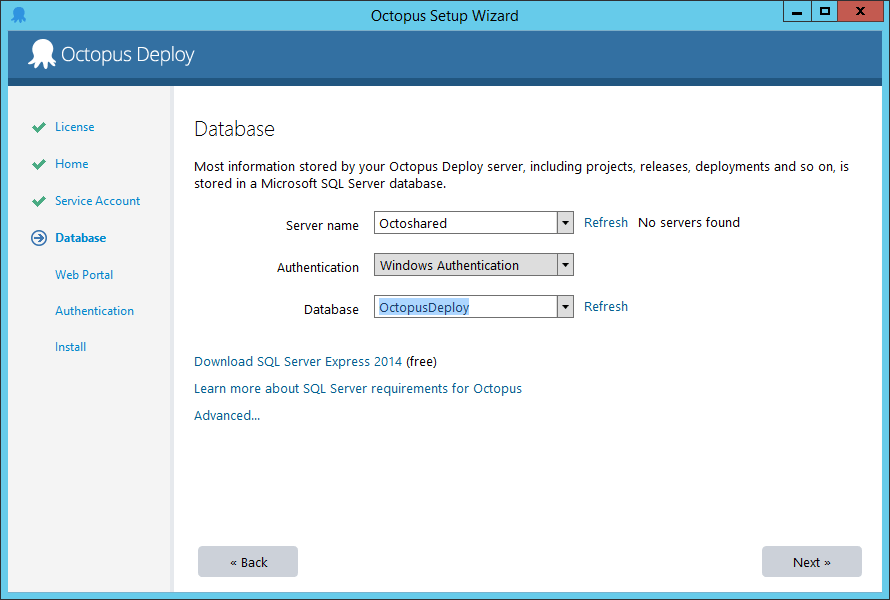 Octopus Setup Wizard
Octopus Deploy
License
Home
Service Account
Database
Web Portal
Authentication
Install
Database
Most information stored by your Octopus Deploy server, including projects, releases, deployments and so on, is
stored in a Microsoft SQL Server database.
Server name Octoshared Refresh No servers found
Authentication Windows Authentication
Database OctopusDeploy Refresh
Download SQL Server Express 2014 (free)
Learn more about SQL Server requirements for Octopus
Advanced...
« Back Next »